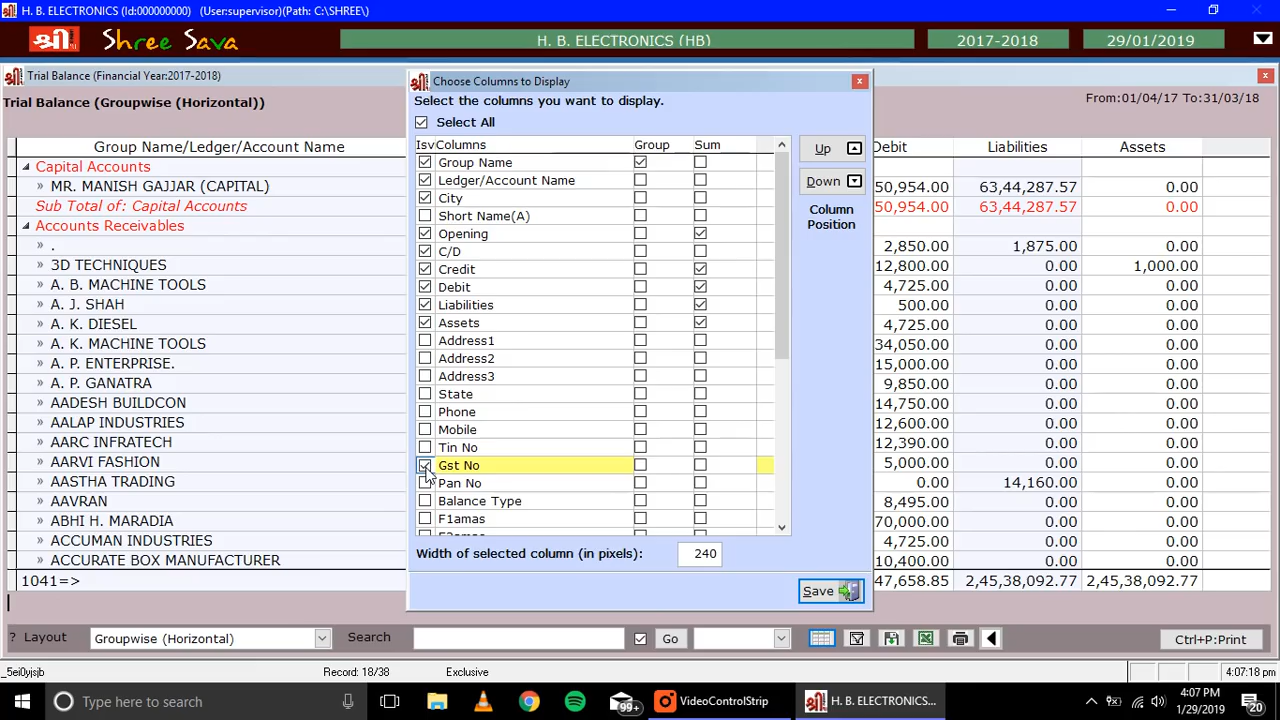 H. B. ELECTRONICS (Id:000000000) (User:supervisor)(Path: C:\SHREE\)
श्री Shree Sava H. B. ELECTRONICS (HB) 2017-2018 29/01/2019
Trial Balance (Financial Year:2017-2018)
Trial Balance (Groupwise (Horizontal)) From:01/04/17 To:31/03/18
Group Name/Ledger/Account Name Debit Liabilities Assets
Capital Accounts
» MR. MANISH GAJJAR (CAPITAL) 50,954.00 63,44,287.57 0.00
Sub Total of: Capital Accounts 50,954.00 63,44,287.57 0.00
Accounts Receivables
» . 2,850.00 1,875.00 0.00
» 3D TECHNIQUES 12,800.00 0.00 1,000.00
» A. B. MACHINE TOOLS 4,725.00 0.00 0.00
» A. J. SHAH 500.00 0.00 0.00
» A. K. DIESEL 4,725.00 0.00 0.00
» A. K. MACHINE TOOLS 34,050.00 0.00 0.00
» A. P. ENTERPRISE. 15,000.00 0.00 0.00
» A. P. GANATRA 9,850.00 0.00 0.00
» AADESH BUILDCON 14,750.00 0.00 0.00
» AALAP INDUSTRIES 12,600.00 0.00 0.00
» AARC INFRATECH 12,390.00 0.00 0.00
» AARVI FASHION 5,000.00 0.00 0.00
» AASTHA TRADING 0.00 14,160.00 0.00
» AAVRAN 8,495.00 0.00 0.00
» ABHI H. MARADIA 70,000.00 0.00 0.00
» ACCUMAN INDUSTRIES 4,725.00 0.00 0.00
» ACCURATE BOX MANUFACTURER 10,400.00 0.00 0.00
1041=> 47,658.85 2,45,38,092.77 2,45,38,092.77
श्री Choose Columns to Display
Select the columns you want to display.
Select All
Isv Columns Group Sum
Group Name
Ledger/Account Name
City
Short Name(A)
Opening
C/D
Credit
Debit
Liabilities
Assets
Address1
Address2
Address3
State
Phone
Mobile
Tin No
Gst No
Pan No
Balance Type
F1amas
Up
Down
Column
Position
Width of selected column (in pixels): 240
Save
? Layout Groupwise (Horizontal) Search Go Ctrl+P:Print
_5ei0yjsjb Record: 18/38 Exclusive 4:07:18 pm
Type here to search 99+ VideoControlStrip श्री H. B. ELECTRONICS... 4:07 PM
1/29/2019 20